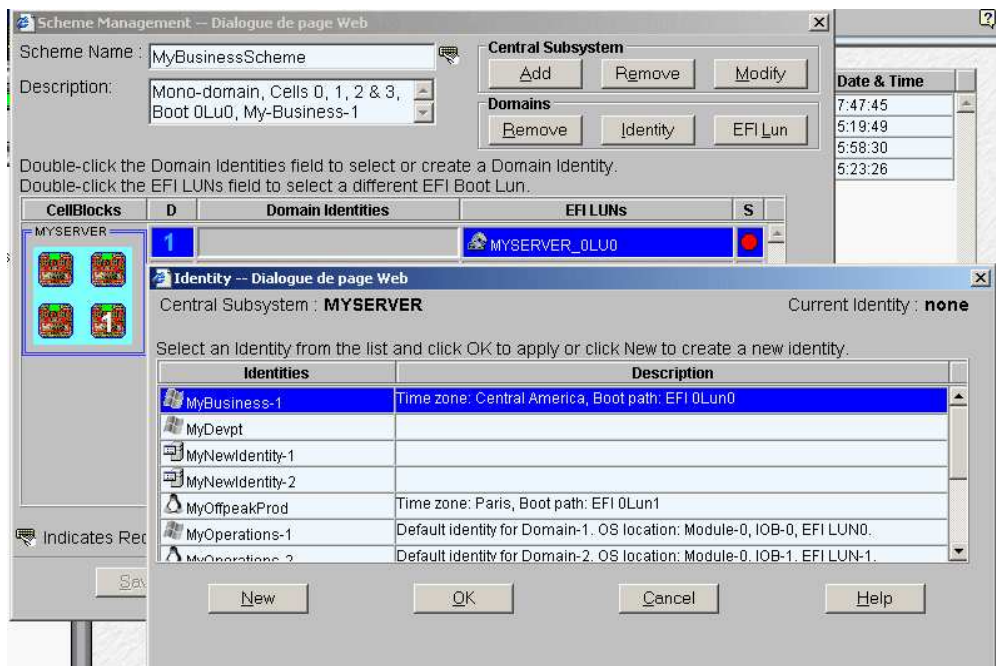 Scheme Management -- Dialogue de page Web
Scheme Name : MyBusinessScheme
Description: Mono-domain, Cells 0, 1, 2 & 3,
Boot 0Lu0, My-Business-1
Central Subsystem
Add Remove Modify
Domains
Remove Identity EFI Lun
Date & Time
7:47:45
5:19:49
5:58:30
5:23:26
Double-click the Domain Identities field to select or create a Domain Identity.
Double-click the EFI LUNs field to select a different EFI Boot Lun.
CellBlocks D Domain Identities EFI LUNs S
MYSERVER
1 MYSERVER_0LU0
1
Indicates Rec
Sav
Identity -- Dialogue de page Web
Central Subsystem : MYSERVER Current Identity : none
Select an Identity from the list and click OK to apply or click New to create a new identity.
Identities Description
MyBusiness-1 Time zone: Central America, Boot path: EFI 0Lun0
MyDevpt
MyNewIdentity-1
MyNewIdentity-2
MyOffpeakProd Time zone: Paris, Boot path: EFI 0Lun1
MyOperations-1 Default identity for Domain-1. OS location: Module-0, IOB-0, EFI LUN0.
MyOperations-2 Default identity for Domain-2. OS location: Module-0, IOB-1, EFI LUN-1.
New OK Cancel Help